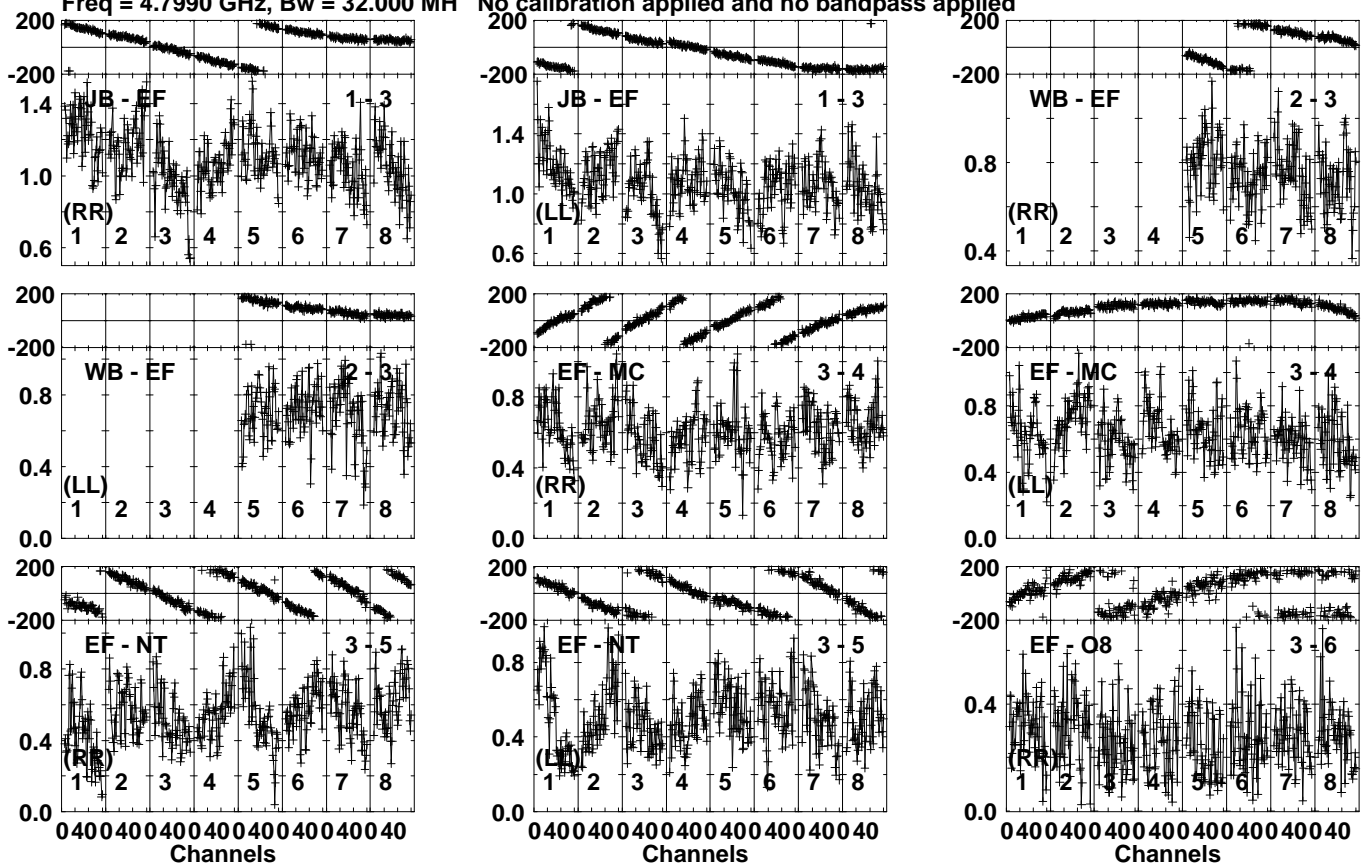 Freq = 4.7990 GHz, Bw = 32.000 MH No calibration applied and no bandpass applied
200
-200
1.4
1.0
0.6
JB - EF 1 - 3
(RR)
1 2 3 4 5 6 7 8
200
-200
1.4
1.0
0.6
JB - EF 1 - 3
(LL)
1 2 3 4 5 6 7 8
200
-200
0.8
0.4
WB - EF 2 - 3
(RR)
1 2 3 4 5 6 7 8
200
-200
0.8
0.4
0.0
WB - EF 2 - 3
(LL)
1 2 3 4 5 6 7 8
200
-200
0.8
0.4
0.0
EF - MC 3 - 4
(RR)
1 2 3 4 5 6 7 8
200
-200
0.8
0.4
0.0
EF - MC 3 - 4
(LL)
1 2 3 4 5 6 7 8
200
-200
0.8
0.4
0.0
EF - NT 3 - 5
(RR)
1 2 3 4 5 6 7 8
0 40 0 40 0 40 0 40 0 40 0 40 0 40 0 40
Channels
200
-200
0.8
0.4
0.0
EF - NT 3 - 5
(LL)
1 2 3 4 5 6 7 8
0 40 0 40 0 40 0 40 0 40 0 40 0 40 0 40
Channels
200
-200
0.4
0.0
EF - O8 3 - 6
(RR)
1 2 3 4 5 6 7 8
0 40 0 40 0 40 0 40 0 40 0 40 0 40 0 40
Channels